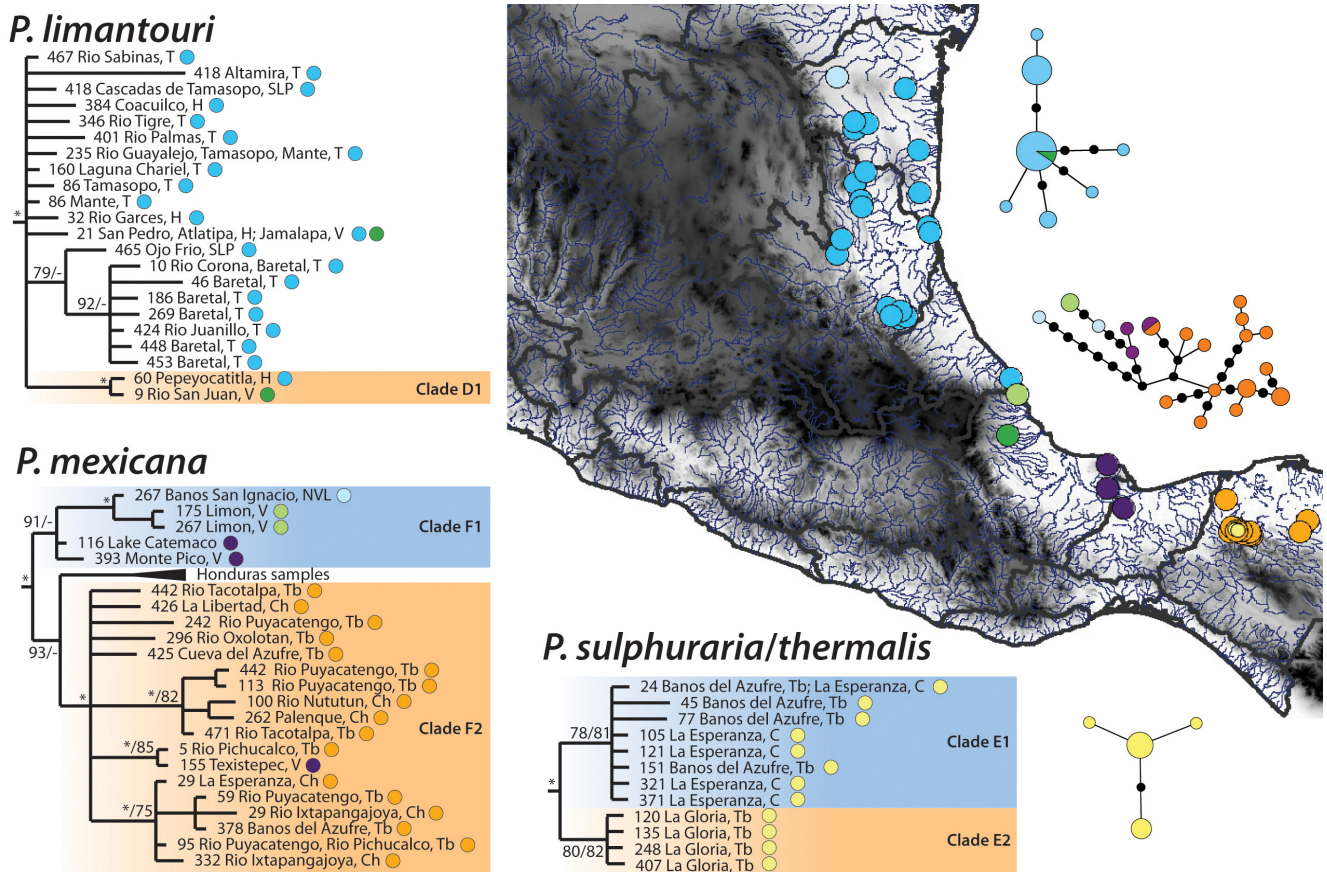 P. limantouri
467 Rio Sabinas, T
418 Altamira, T
418 Cascadas de Tamasopo, SLP
384 Coacuilco, H
346 Rio Tigre, T
401 Rio Palmas, T
235 Rio Guayalejo, Tamasopo, Mante, T
160 Laguna Chariel, T
86 Tamasopo, T
86 Mante, T
32 Rio Garces, H
*
21 San Pedro, Atlatipa, H; Jamalapa, V
465 Ojo Frio, SLP
79/-
10 Rio Corona, Baretal, T
46 Baretal, T
92/-
186 Baretal, T
269 Baretal, T
424 Rio Juanillo, T
448 Baretal, T
453 Baretal, T
*
60 Pepeyocatitla, H
9 Rio San Juan, V
Clade D1
P. mexicana
*
267 Banos San Ignacio, NVL
175 Limon, V
267 Limon, V
91/-
Clade F1
116 Lake Catemaco
393 Monte Pico, V
*
Honduras samples
442 Rio Tacotalpa, Tb
426 La Libertad, Ch
242 Rio Puyacatengo, Tb
296 Rio Oxolotan, Tb
93/-
425 Cueva del Azufre, Tb
442 Rio Puyacatengo, Tb
113 Rio Puyacatengo, Tb
*
*/82
100 Rio Nututun, Ch
262 Palenque, Ch
Clade F2
471 Rio Tacotalpa, Tb
*/85
5 Rio Pichucalco, Tb
155 Texistepec, V
29 La Esperanza, Ch
59 Rio Puyacatengo, Tb
*/75
29 Rio Ixtapangajoya, Ch
378 Banos del Azufre, Tb
95 Rio Puyacatengo, Rio Pichucalco, Tb
332 Rio Ixtapangajoya, Ch
P. sulphuraria/thermalis
24 Banos del Azufre, Tb; La Esperanza, C
45 Banos del Azufre, Tb
77 Banos del Azufre, Tb
78/81
105 La Esperanza, C
Clade E1
121 La Esperanza, C
151 Banos del Azufre, Tb
*
321 La Esperanza, C
371 La Esperanza, C
120 La Gloria, Tb
135 La Gloria, Tb
Clade E2
80/82
248 La Gloria, Tb
407 La Gloria, Tb